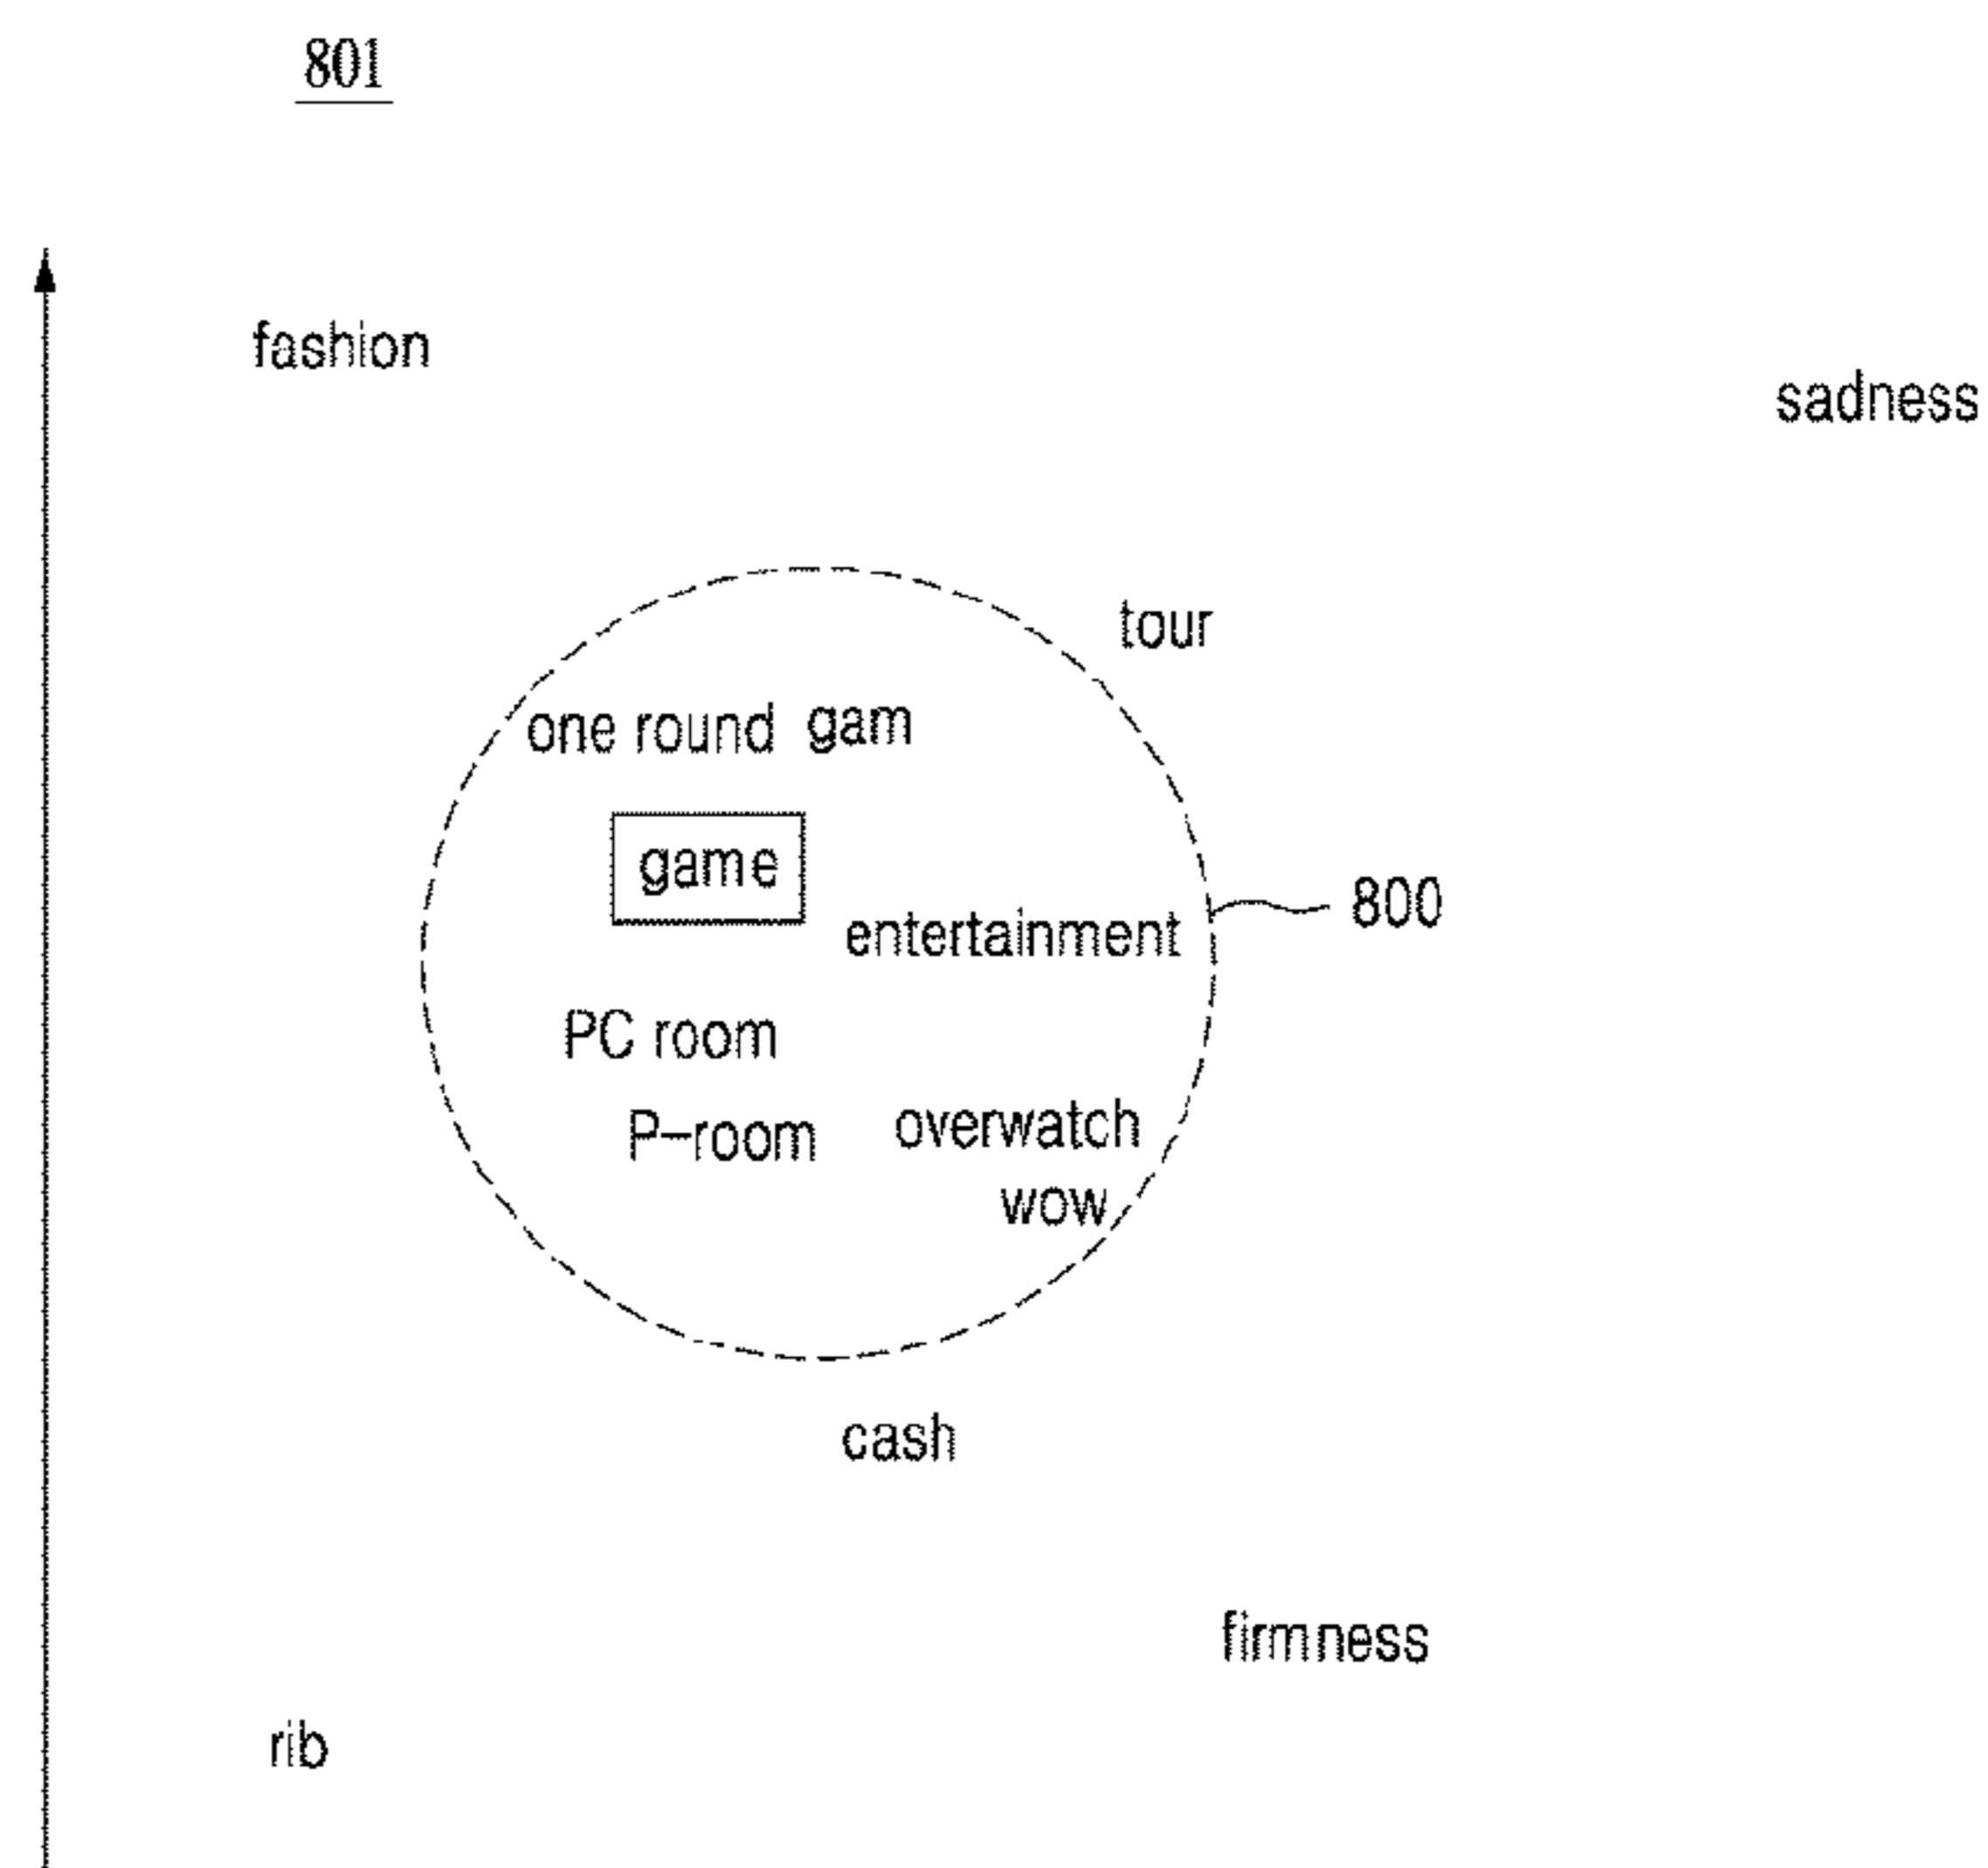 801
fashion
sadness
tour
one round gam
game
entertainment
800
PC room
P-room
overwatch
wow
cash
firmness
rib